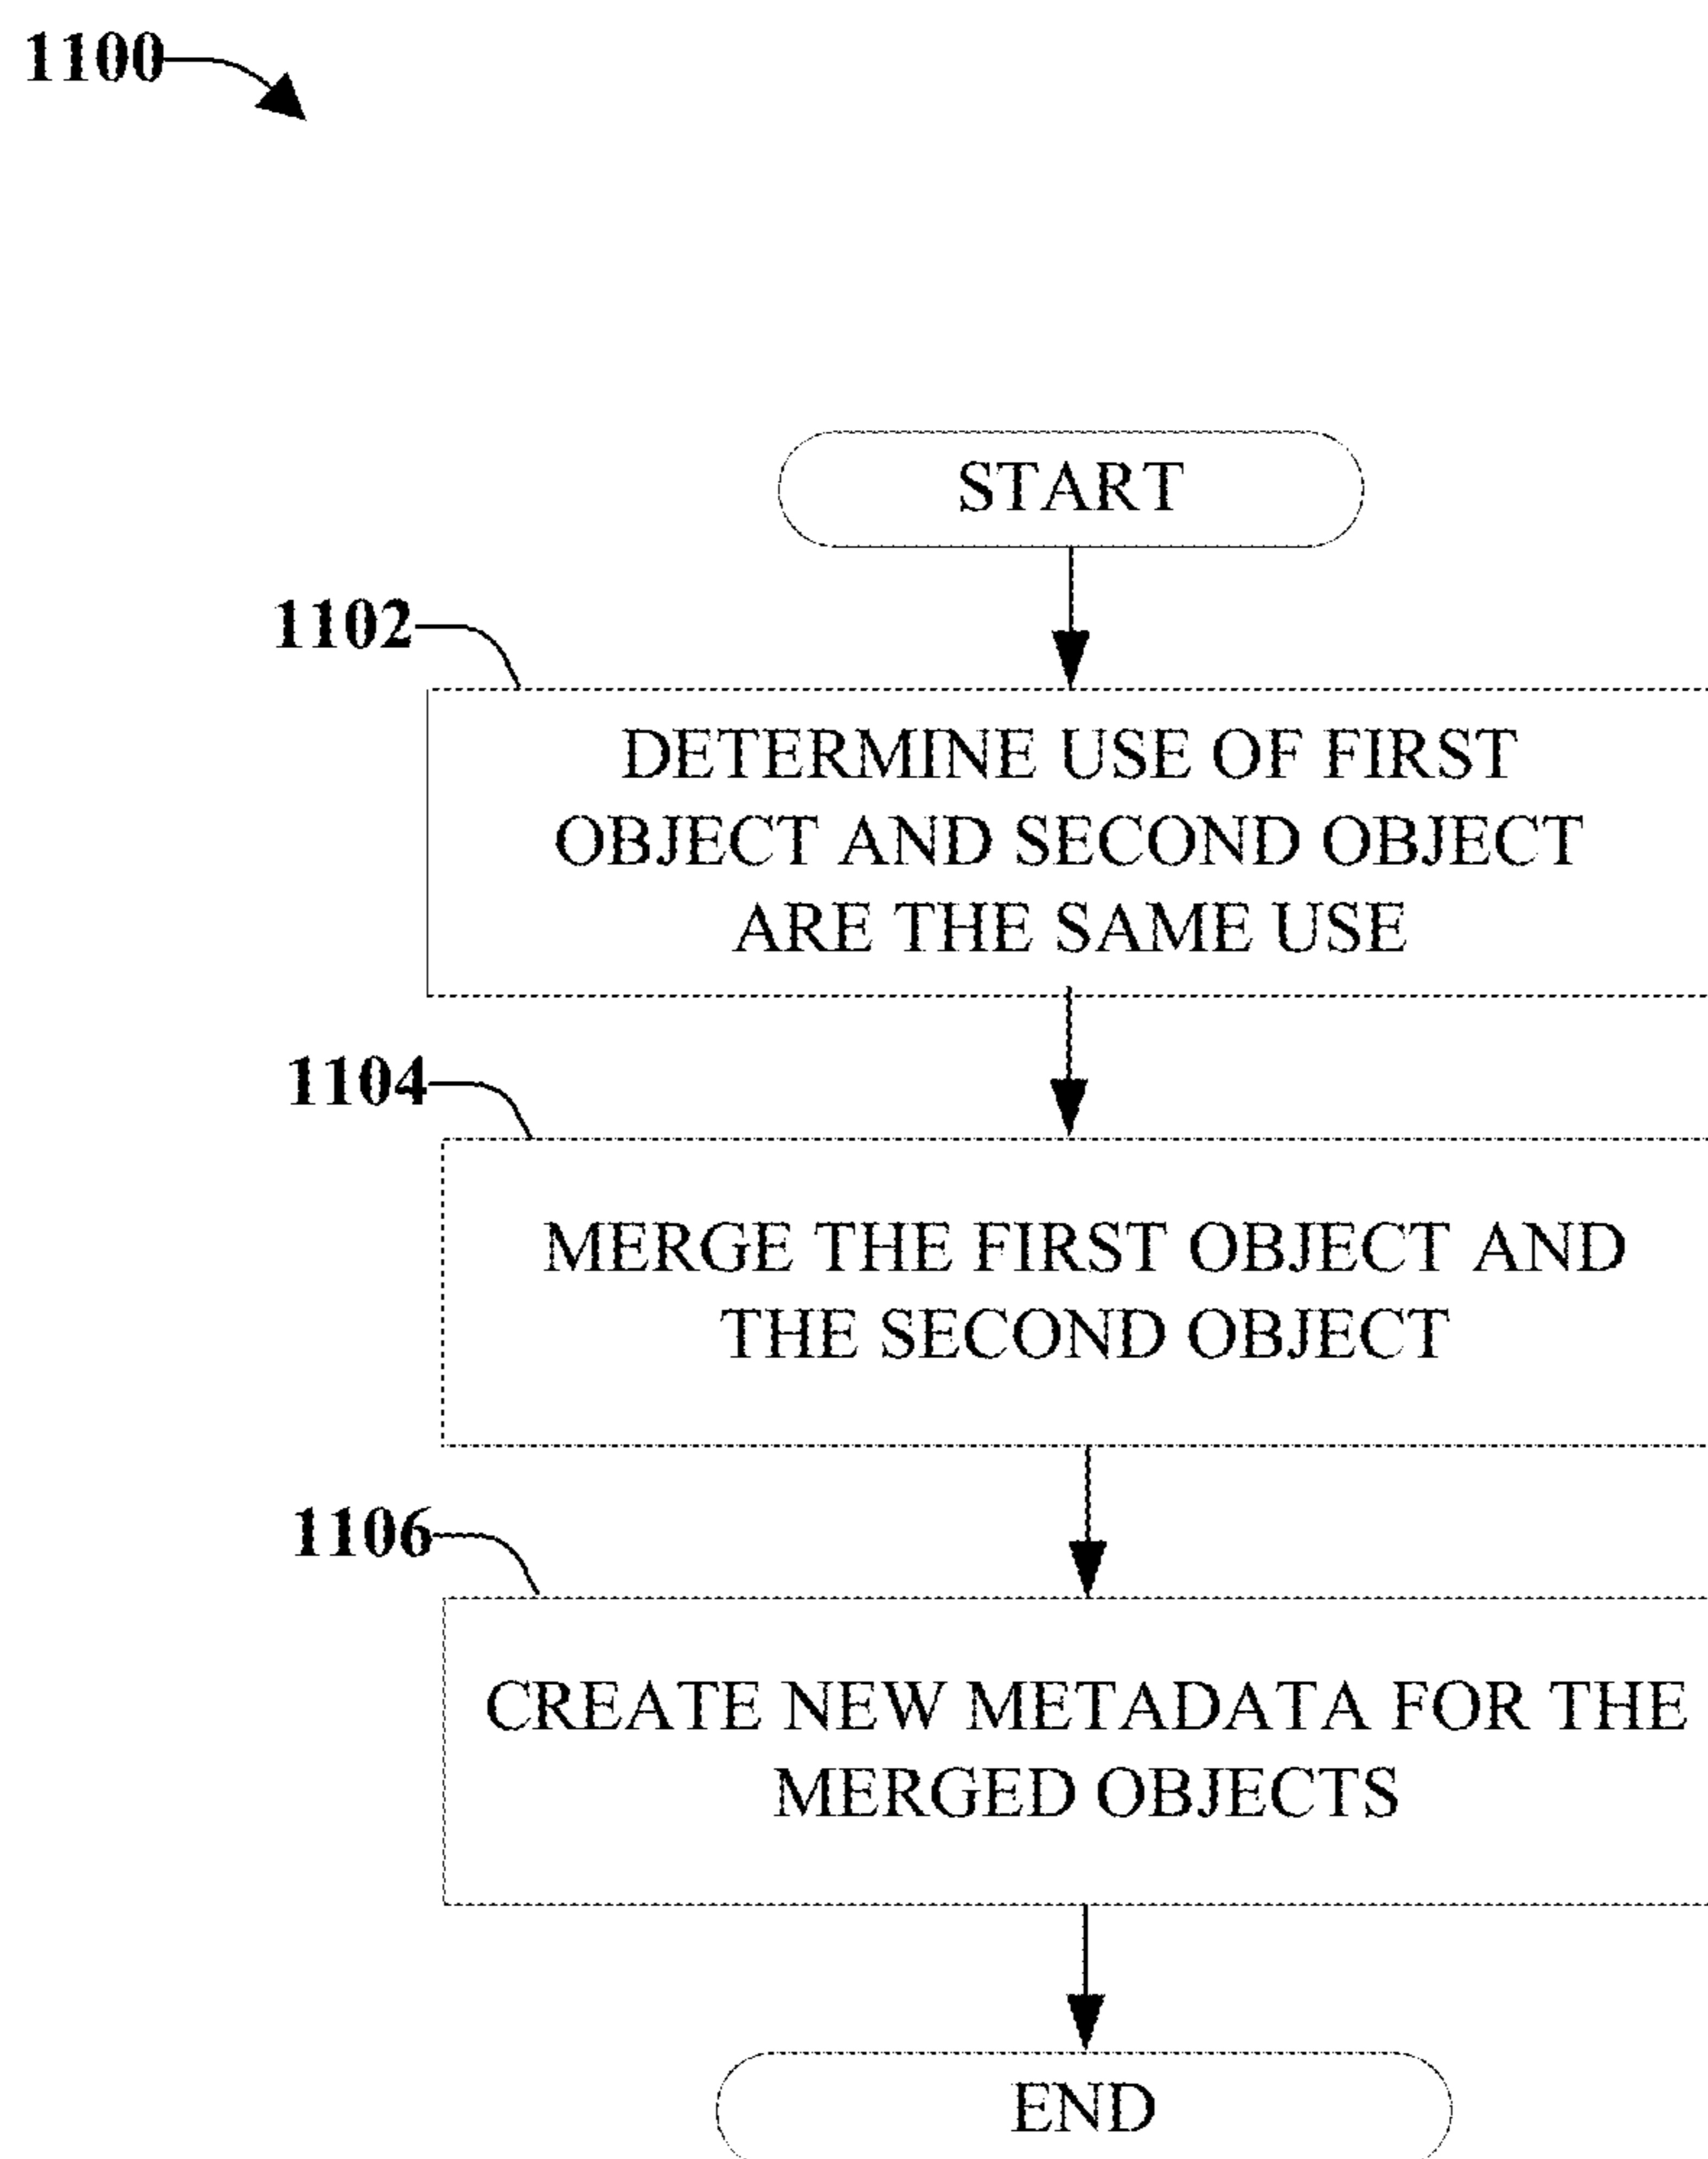 1100
START
1102
DETERMINE USE OF FIRST
OBJECT AND SECOND OBJECT
ARE THE SAME USE
1104
MERGE THE FIRST OBJECT AND
THE SECOND OBJECT
1106
CREATE NEW METADATA FOR THE
MERGED OBJECTS
END